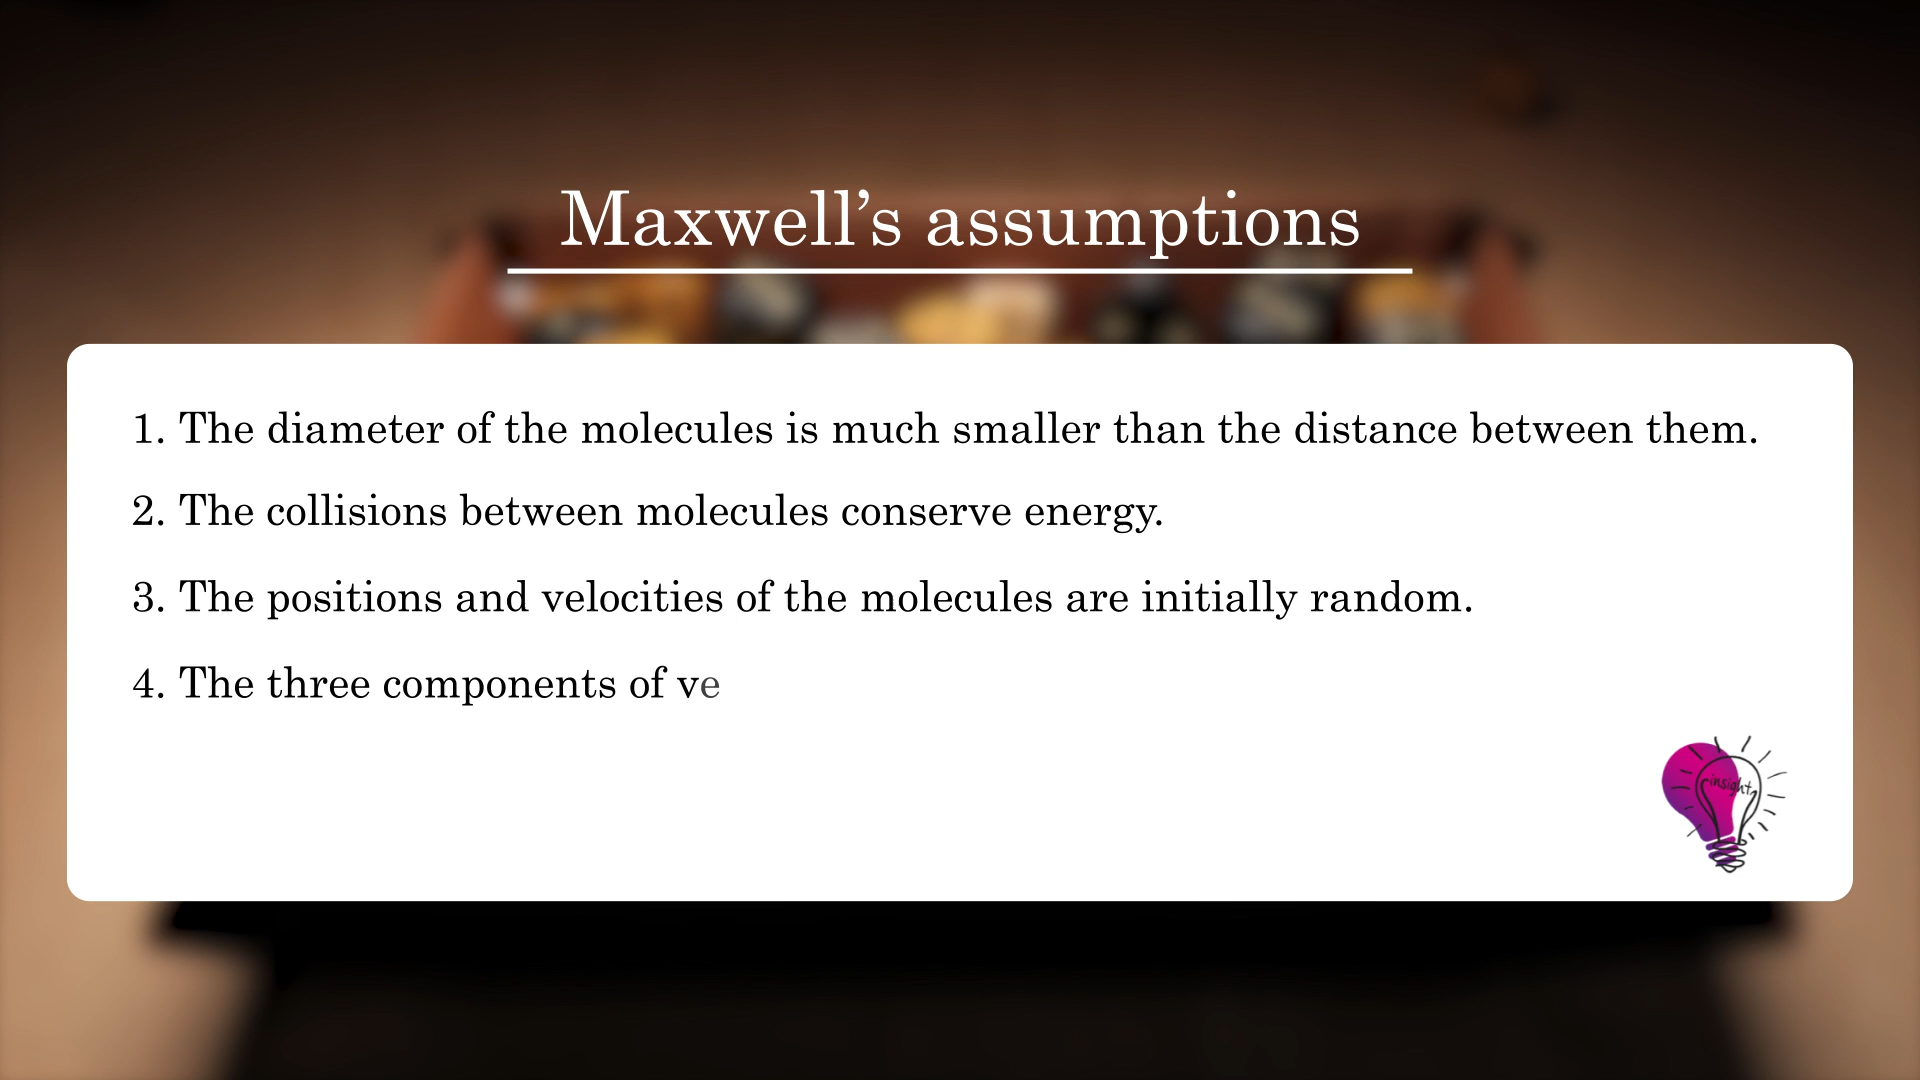 Maxwell’s assumptions
1. The diameter of the molecules is much smaller than the distance between them.
2. The collisions between molecules conserve energy.
3. The positions and velocities of the molecules are initially random.
4. The three components of ve
insight